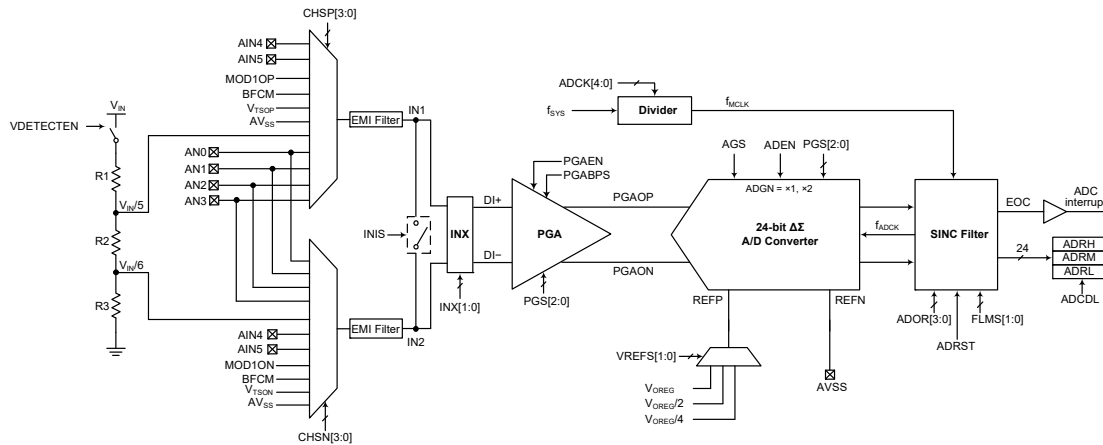 CHSP[3:0]
AIN4
AIN5
MOD1OP
BFCM
VTSOP
AVSS
VIN
VDETECTEN
AN0
AN1
AN2
AN3
R1
VIN/5
R2
VIN/6
R3
AIN4
AIN5
MOD1ON
BFCM
VTSON
AVSS
CHSN[3:0]
EMI Filter
IN1
INIS
EMI Filter
IN2
INX
INX[1:0]
DI+
DI−
PGAEN
PGABPS
PGA
PGS[2:0]
PGAOP
PGAON
ADCK[4:0]
fSYS
Divider
fMCLK
AGS
ADEN
PGS[2:0]
ADGN = ×1, ×2
24-bit ΔΣ
A/D Converter
REFP
REFN
VREFS[1:0]
VOREG
VOREG/2
VOREG/4
AVSS
fADCK
SINC Filter
ADOR[3:0]
FLMS[1:0]
ADRST
EOC
ADC
interrup
24
ADRH
ADRM
ADRL
ADCDL